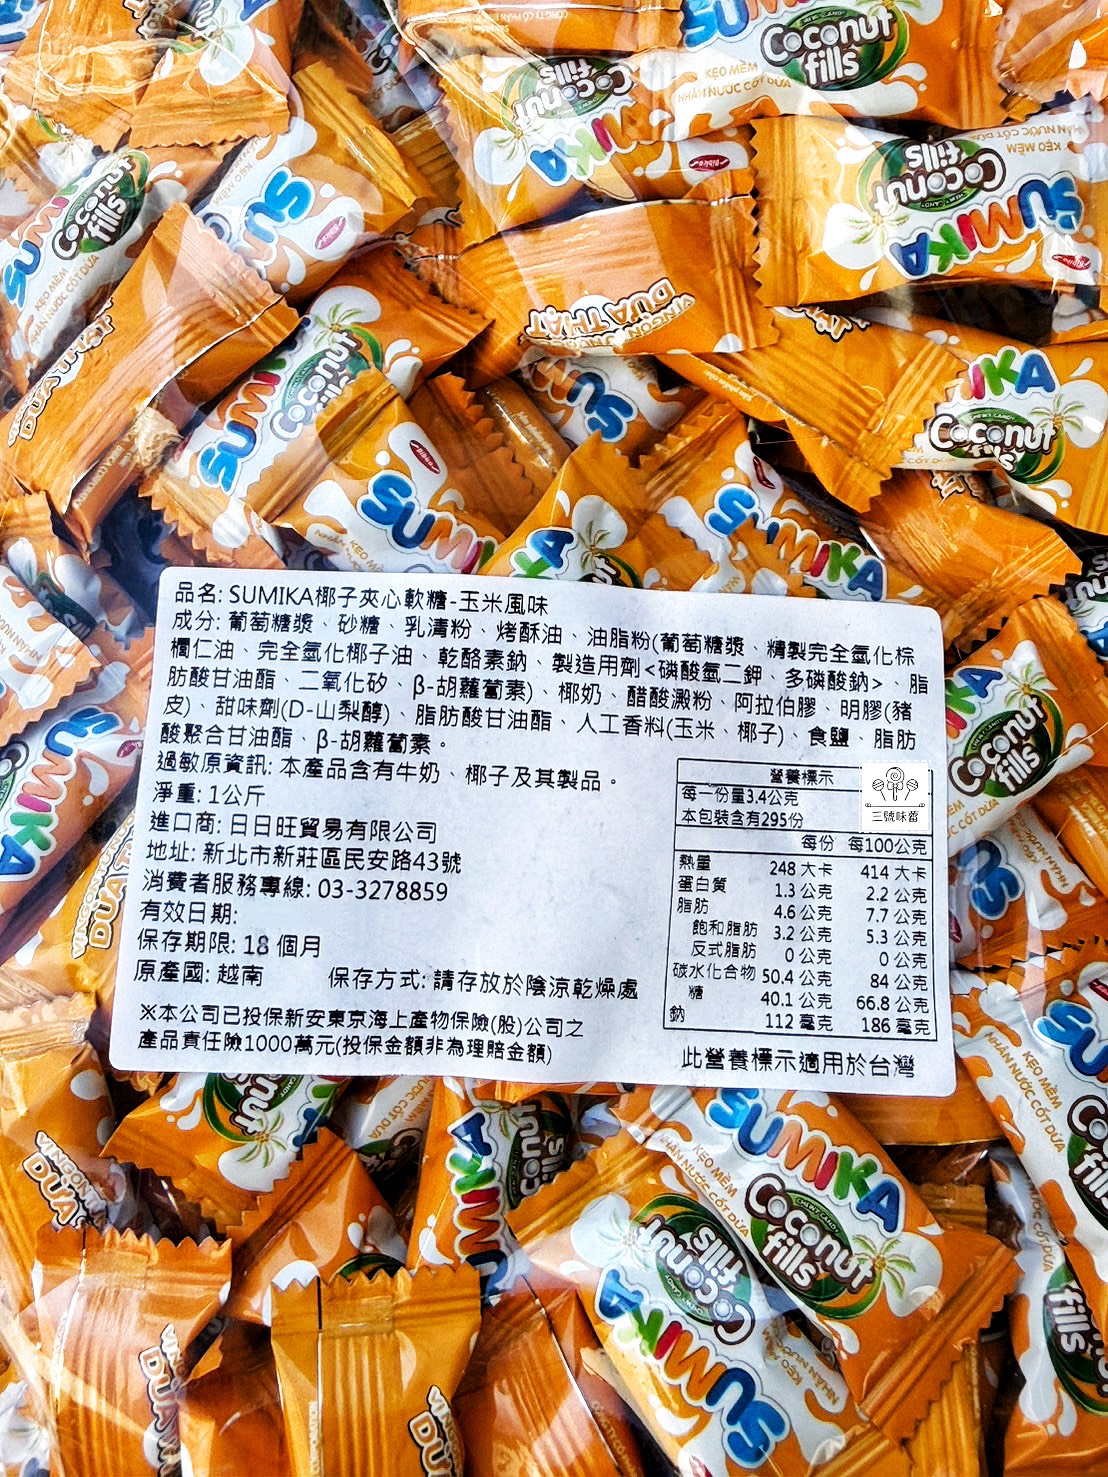 SUMIKA
Coconut
fills
KẸO MỀM
NHÂN NƯỚC CỐT DỪA
Bibica
品名: SUMIKA椰子夾心軟糖-玉米風味
成分: 葡萄糖漿、砂糖、乳清粉、烤酥油、油脂粉(葡萄糖漿、精製完全氫化棕
櫚仁油、完全氫化椰子油、乾酪素鈉、製造用劑<磷酸氫二鉀、多磷酸鈉>、脂
肪酸甘油酯、二氧化矽、β-胡蘿蔔素)、椰奶、醋酸澱粉、阿拉伯膠、明膠(豬
皮)、甜味劑(D-山梨醇)、脂肪酸甘油酯、人工香料(玉米、椰子)、食鹽、脂肪
酸聚合甘油酯、β-胡蘿蔔素。
過敏原資訊: 本產品含有牛奶、椰子及其製品。
淨重: 1公斤
進口商: 日日旺貿易有限公司
地址: 新北市新莊區民安路43號
消費者服務專線: 03-3278859
有效日期:
保存期限: 18 個月
原產國: 越南 保存方式: 請存放於陰涼乾燥處
※本公司已投保新安東京海上產物保險(股)公司之
產品責任險1000萬元(投保金額非為理賠金額)
營養標示
每一份量3.4公克
本包裝含有295份
三號味蕾
每份 每100公克
熱量 248 大卡 414 大卡
蛋白質 1.3 公克 2.2 公克
脂肪 4.6 公克 7.7 公克
飽和脂肪 3.2 公克 5.3 公克
反式脂肪 0 公克 0 公克
碳水化合物 50.4 公克 84 公克
糖 40.1 公克 66.8 公克
鈉 112 毫克 186 毫克
此營養標示適用於台灣
SUMIKA
Coconut
fills
KẸO MỀM
NHÂN NƯỚC CỐT DỪA